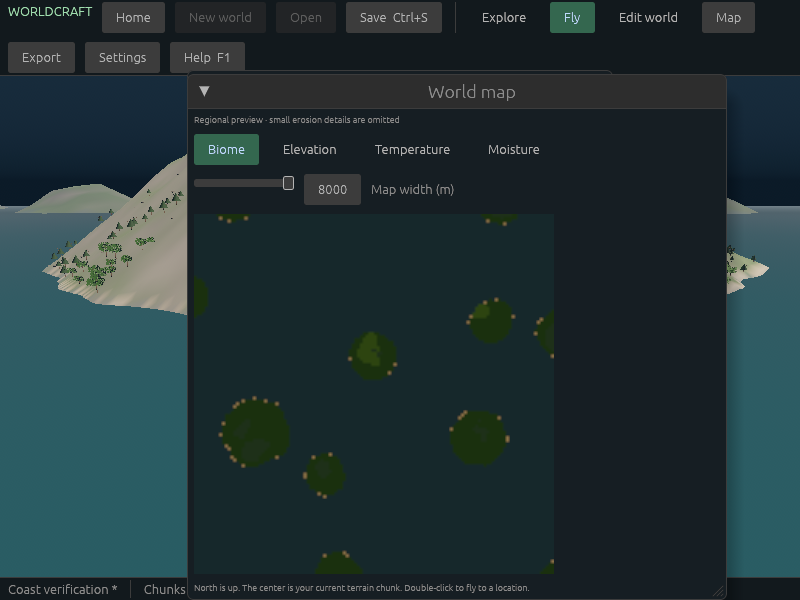 WORLDCRAFT Home New world Open Save Ctrl+S Explore Fly Edit world Map
Export Settings Help F1
World map
Regional preview - small erosion details are omitted
Biome Elevation Temperature Moisture
8000 Map width (m)
North is up. The center is your current terrain chunk. Double-click to fly to a location.
Coast verification * Chunks